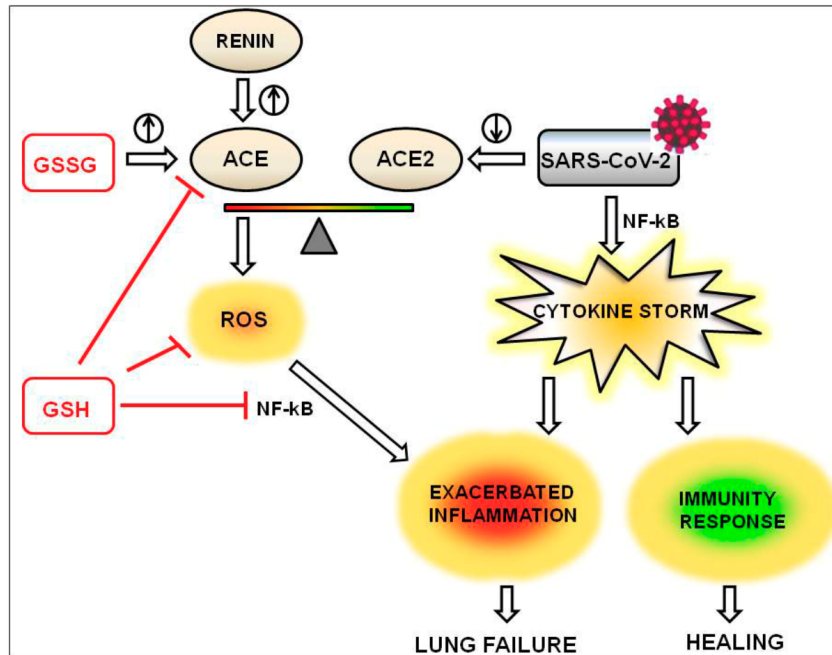 RENIN
GSSG
ACE
ACE2
SARS-CoV-2
NF-kB
ROS
CYTOKINE STORM
GSH
NF-kB
EXACERBATED
INFLAMMATION
IMMUNITY
RESPONSE
LUNG FAILURE
HEALING